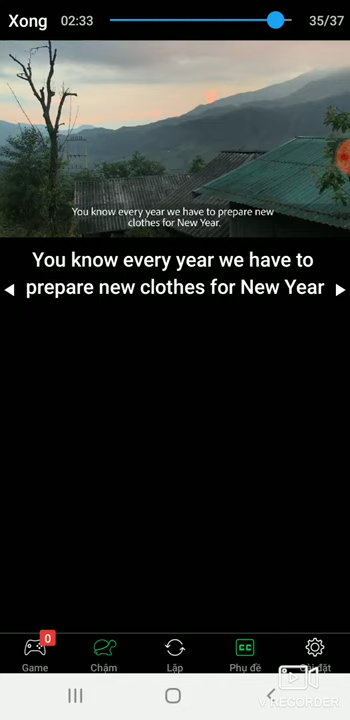 Xong 02:33 35/37
You know every year we have to prepare new
clothes for New Year.
You know every year we have to
prepare new clothes for New Year
0
Game Chậm Lặp Phụ đề Cài đặt
V RECORDER